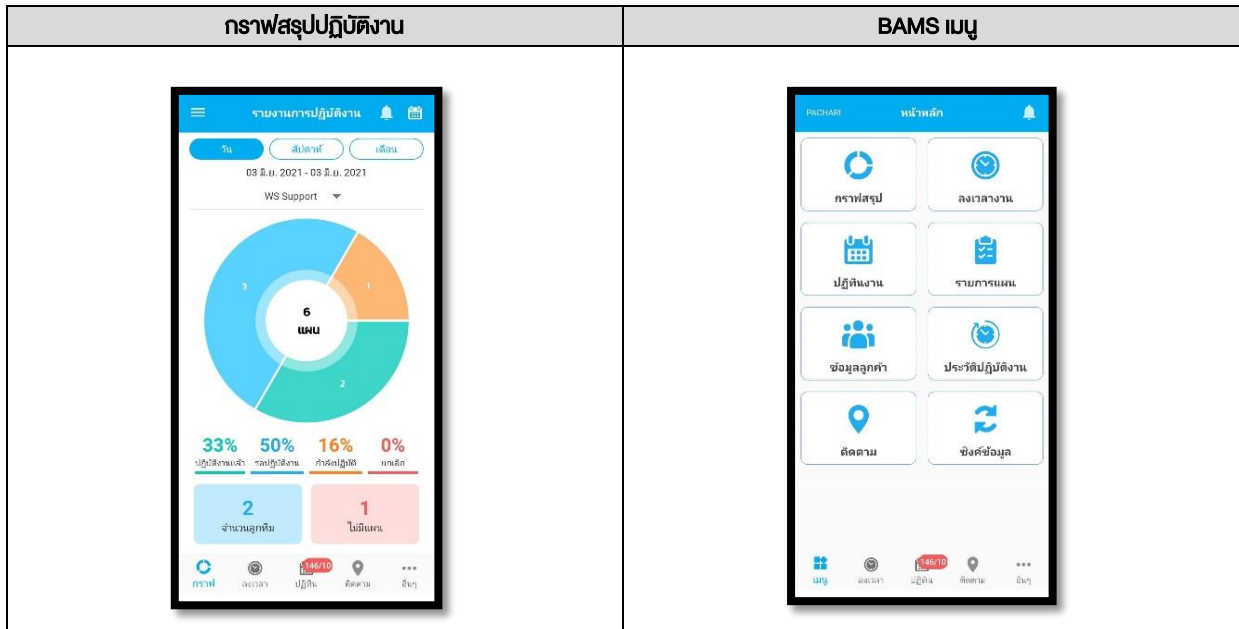 กราฟสรุปปฏิบัติงาน
BAMS เมนู
รายงานการปฏิบัติงาน
วัน สัปดาห์ เดือน
03 มิ.ย. 2021 - 03 มิ.ย. 2021
WS Support
3
1
6
แผน
2
33% 50% 16% 0%
ปฏิบัติงานแล้ว รอปฏิบัติงาน กำลังปฏิบัติ ยกเลิก
2 1
จำนวนลูกทีม ไม่มีแผน
146/10
กราฟ ลงเวลา ปฏิทิน ติดตาม อื่นๆ
PACHARI หน้าหลัก
กราฟสรุป ลงเวลางาน
ปฏิทินงาน รายการแผน
ข้อมูลลูกค้า ประวัติปฏิบัติงาน
ติดตาม ซิงค์ข้อมูล
146/10
เมนู ลงเวลา ปฏิทิน ติดตาม อื่นๆ